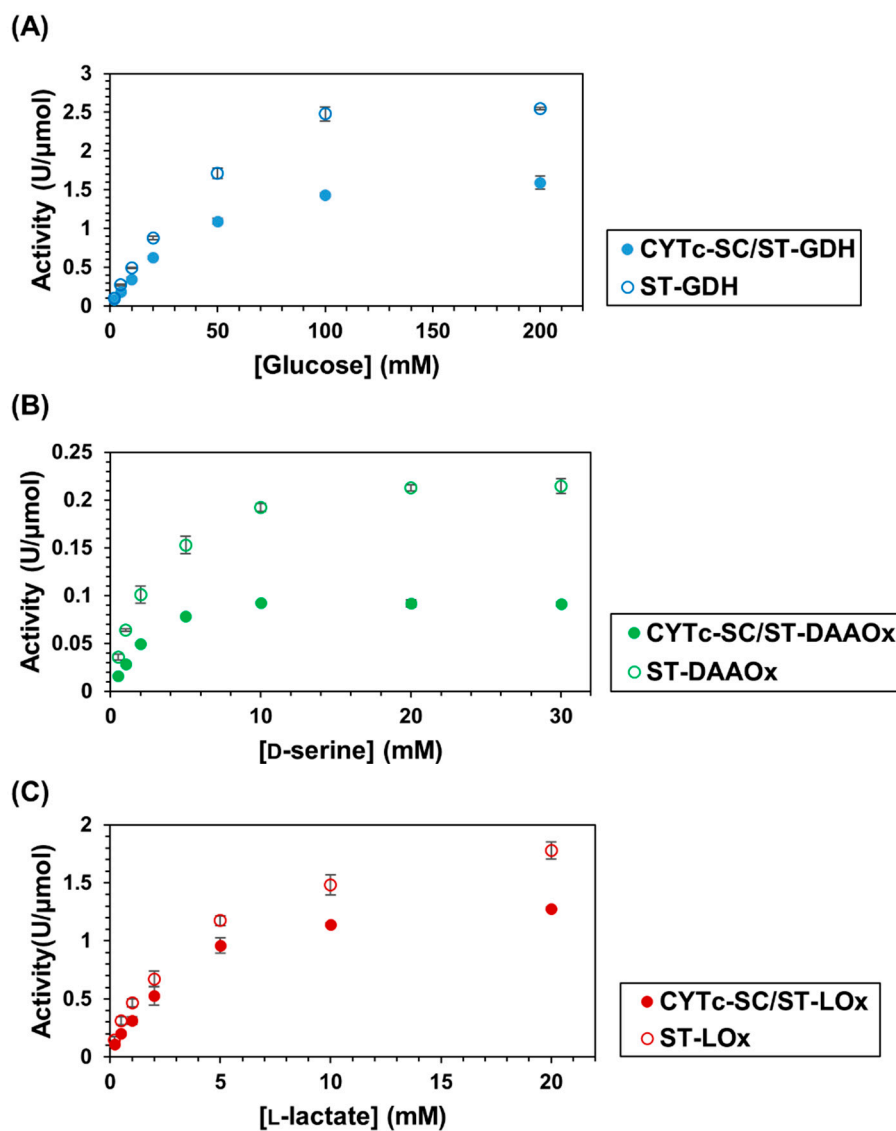 (A)
3
2.5
2
1.5
1
0.5
0
Activity (U/µmol)
0 50 100 150 200
[Glucose] (mM)
CYTc-SC/ST-GDH
ST-GDH
(B)
0.25
0.2
0.15
0.1
0.05
0
Activity (U/µmol)
0 10 20 30
[D-serine] (mM)
CYTc-SC/ST-DAAOx
ST-DAAOx
(C)
2
1.5
1
0.5
0
Activity(U/µmol)
0 5 10 15 20
[L-lactate] (mM)
CYTc-SC/ST-LOx
ST-LOx